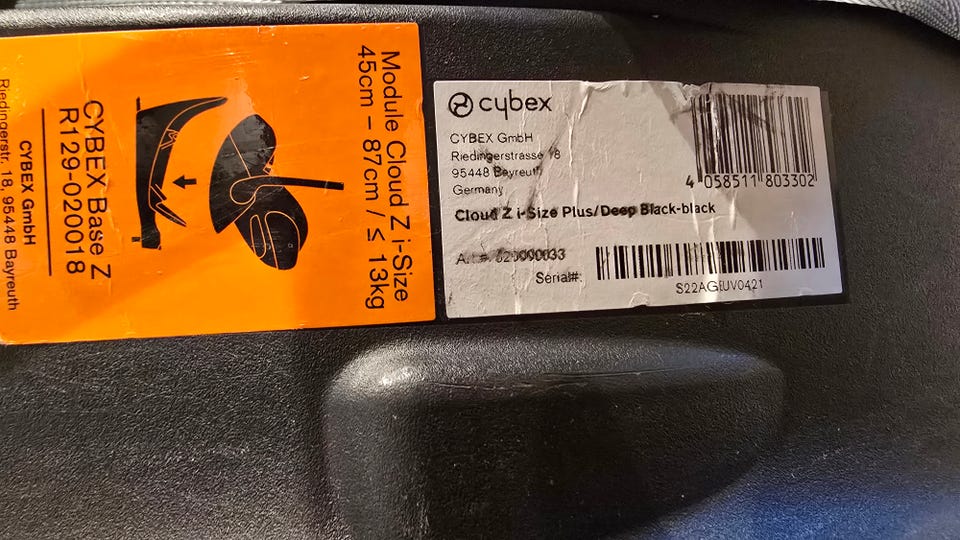 Module Cloud Z i-Size
45cm – 87cm / ≤ 13kg
CYBEX Base Z
R129-020018
CYBEX GmbH
Riedingerstr. 18, 95448 Bayreuth
cybex
CYBEX GmbH
Riedingerstrasse 18
95448 Bayreuth
Germany
4 058511 803302
Cloud Z i-Size Plus/Deep Black-black
Art#:
Serial#: